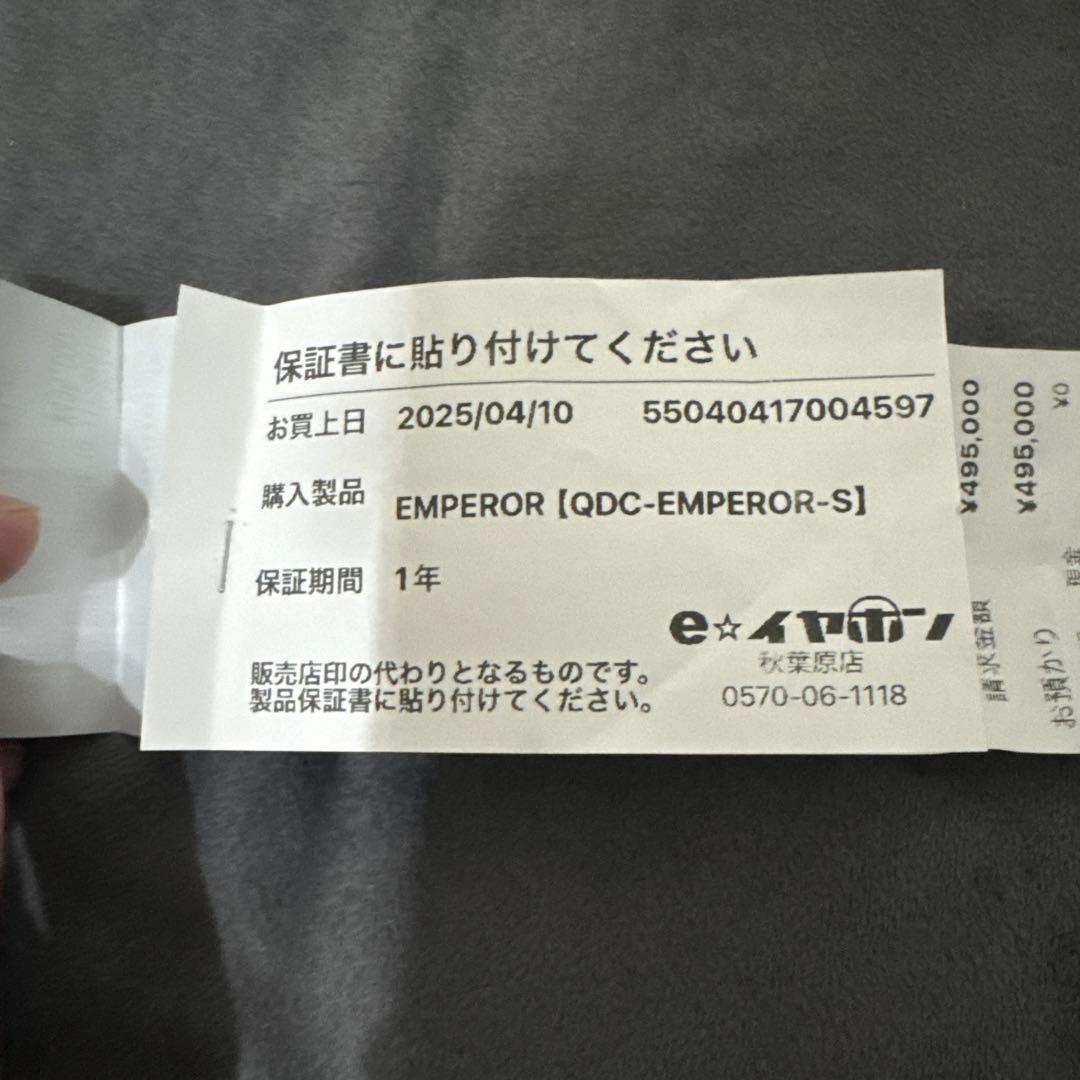 保証書に貼り付けてください
お買上日 2025/04/10 55040417004597
購入製品 EMPEROR【QDC-EMPEROR-S】
保証期間 1年
e☆イヤホン
秋葉原店
0570-06-1118
販売店印の代わりとなるものです。
製品保証書に貼り付けてください。
¥495,000
請求金額 ¥495,000
お預かり
現金 ¥0